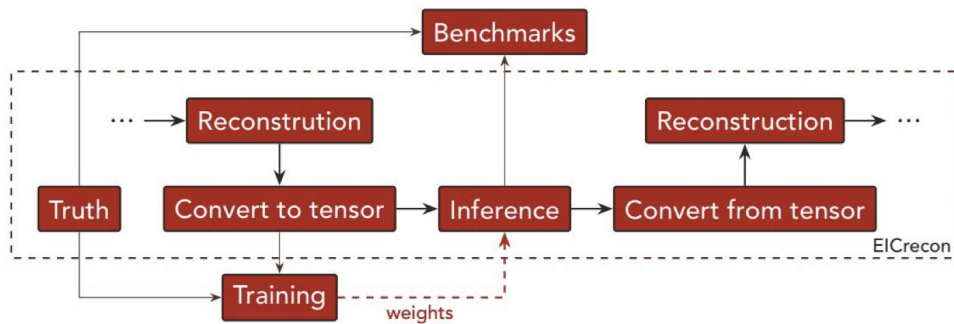 Benchmarks
... Reconstrution
Reconstruction ...
Truth
Convert to tensor
Inference
Convert from tensor
EICrecon
Training
weights